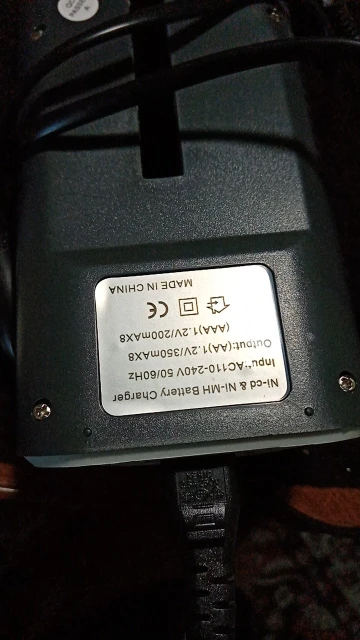 Ni-cd & Ni-MH Battery Charger
Input:AC110-240V 50/60Hz
Output:(AA)1.2V/350mAX8
(AAA)1.2V/200mAX8
CE
MADE IN CHINA
QC